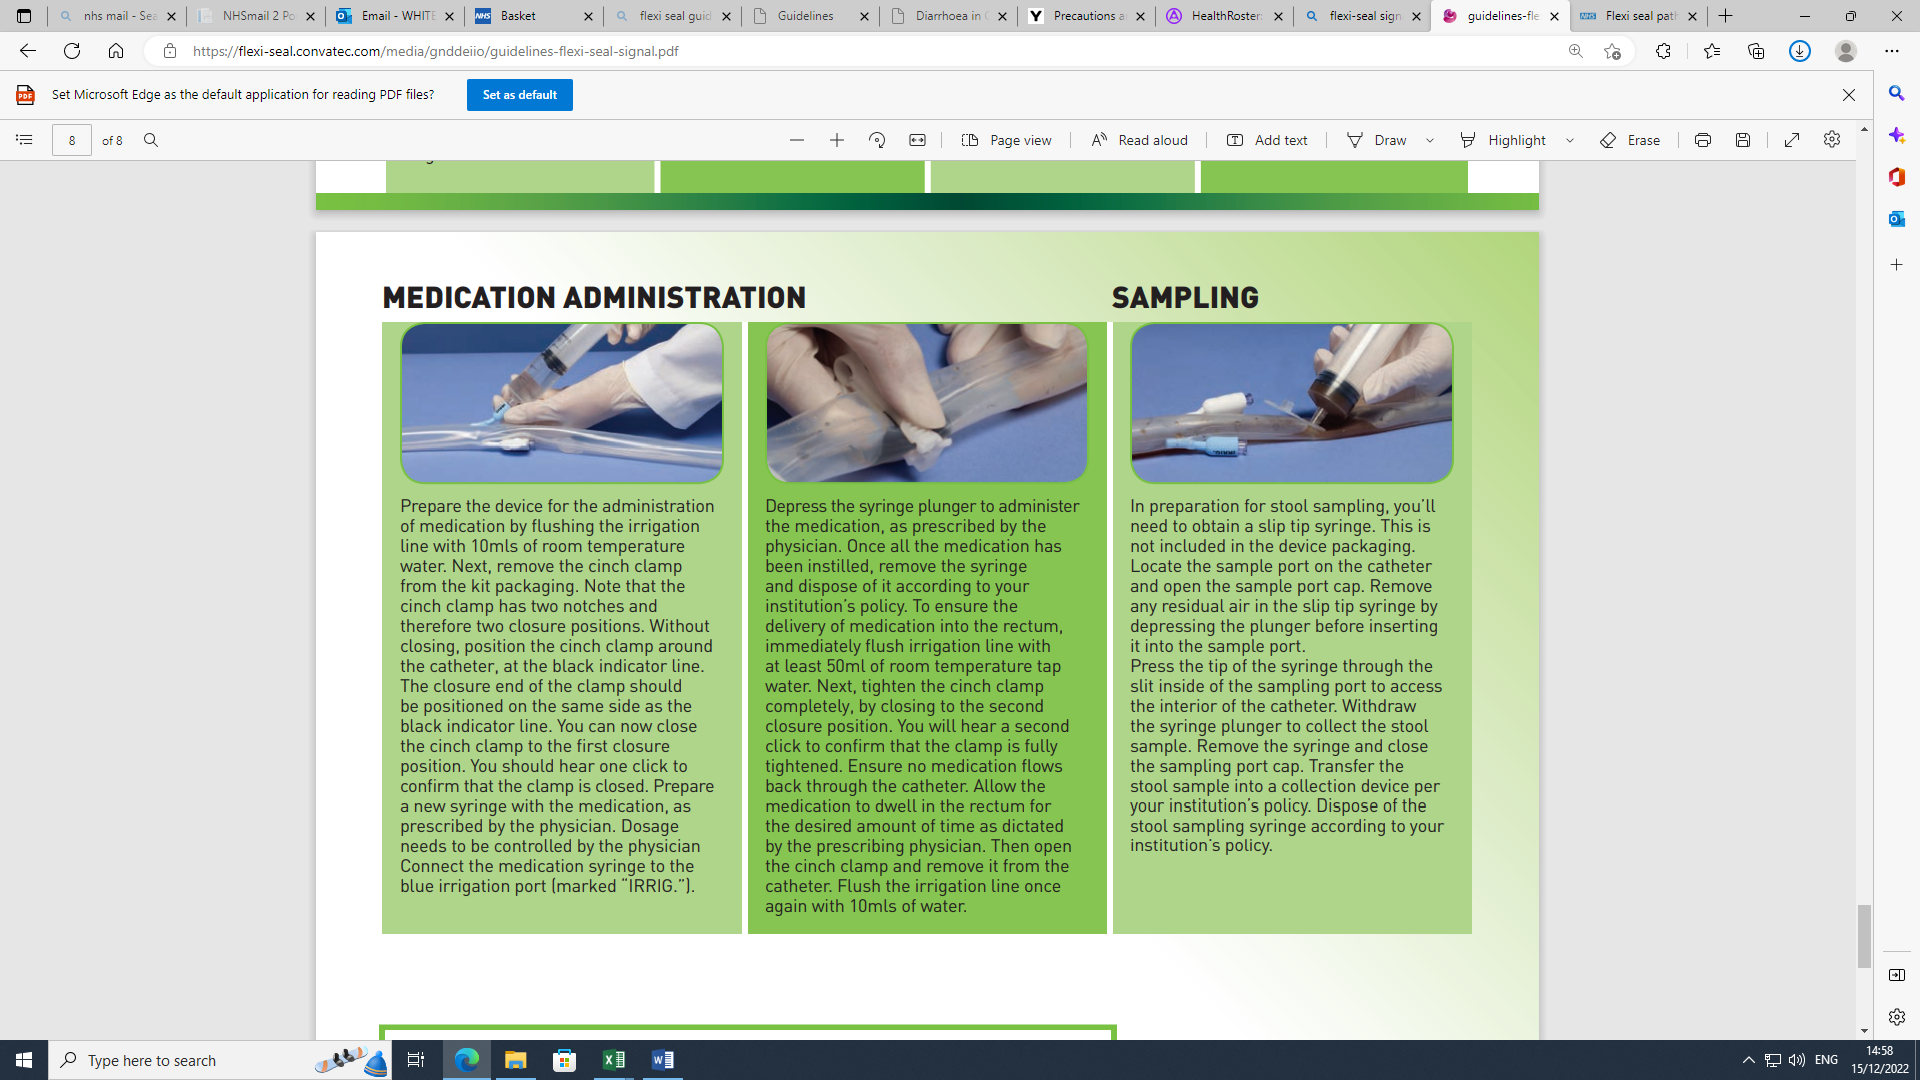 nhs mail - Sea
NHSmail 2 Po
Email - WHITE
Basket
flexi seal guid
Guidelines
Diarrhoea in C
Precautions a
HealthRoster
flexi-seal sign
guidelines-fle
Flexi seal path
https://flexi-seal.convatec.com/media/gnddeiio/guidelines-flexi-seal-signal.pdf
Set Microsoft Edge as the default application for reading PDF files?
Set as default
8 of 8
Page view
Read aloud
Add text
Draw
Highlight
Erase
MEDICATION ADMINISTRATION
Prepare the device for the administration
of medication by flushing the irrigation
line with 10mls of room temperature
water. Next, remove the cinch clamp
from the kit packaging. Note that the
cinch clamp has two notches and
therefore two closure positions. Without
closing, position the cinch clamp around
the catheter, at the black indicator line.
The closure end of the clamp should
be positioned on the same side as the
black indicator line. You can now close
the cinch clamp to the first closure
position. You should hear one click to
confirm that the clamp is closed. Prepare
a new syringe with the medication, as
prescribed by the physician. Dosage
needs to be controlled by the physician
Connect the medication syringe to the
blue irrigation port (marked “IRRIG.”).
Depress the syringe plunger to administer
the medication, as prescribed by the
physician. Once all the medication has
been instilled, remove the syringe
and dispose of it according to your
institution’s policy. To ensure the
delivery of medication into the rectum,
immediately flush irrigation line with
at least 50ml of room temperature tap
water. Next, tighten the cinch clamp
completely, by closing to the second
closure position. You will hear a second
click to confirm that the clamp is fully
tightened. Ensure no medication flows
back through the catheter. Allow the
medication to dwell in the rectum for
the desired amount of time as dictated
by the prescribing physician. Then open
the cinch clamp and remove it from the
catheter. Flush the irrigation line once
again with 10mls of water.
SAMPLING
In preparation for stool sampling, you’ll
need to obtain a slip tip syringe. This is
not included in the device packaging.
Locate the sample port on the catheter
and open the sample port cap. Remove
any residual air in the slip tip syringe by
depressing the plunger before inserting
it into the sample port.
Press the tip of the syringe through the
slit inside of the sampling port to access
the interior of the catheter. Withdraw
the syringe plunger to collect the stool
sample. Remove the syringe and close
the sampling port cap. Transfer the
stool sample into a collection device per
your institution’s policy. Dispose of the
stool sampling syringe according to your
institution’s policy.
Type here to search
ENG
14:58
15/12/2022